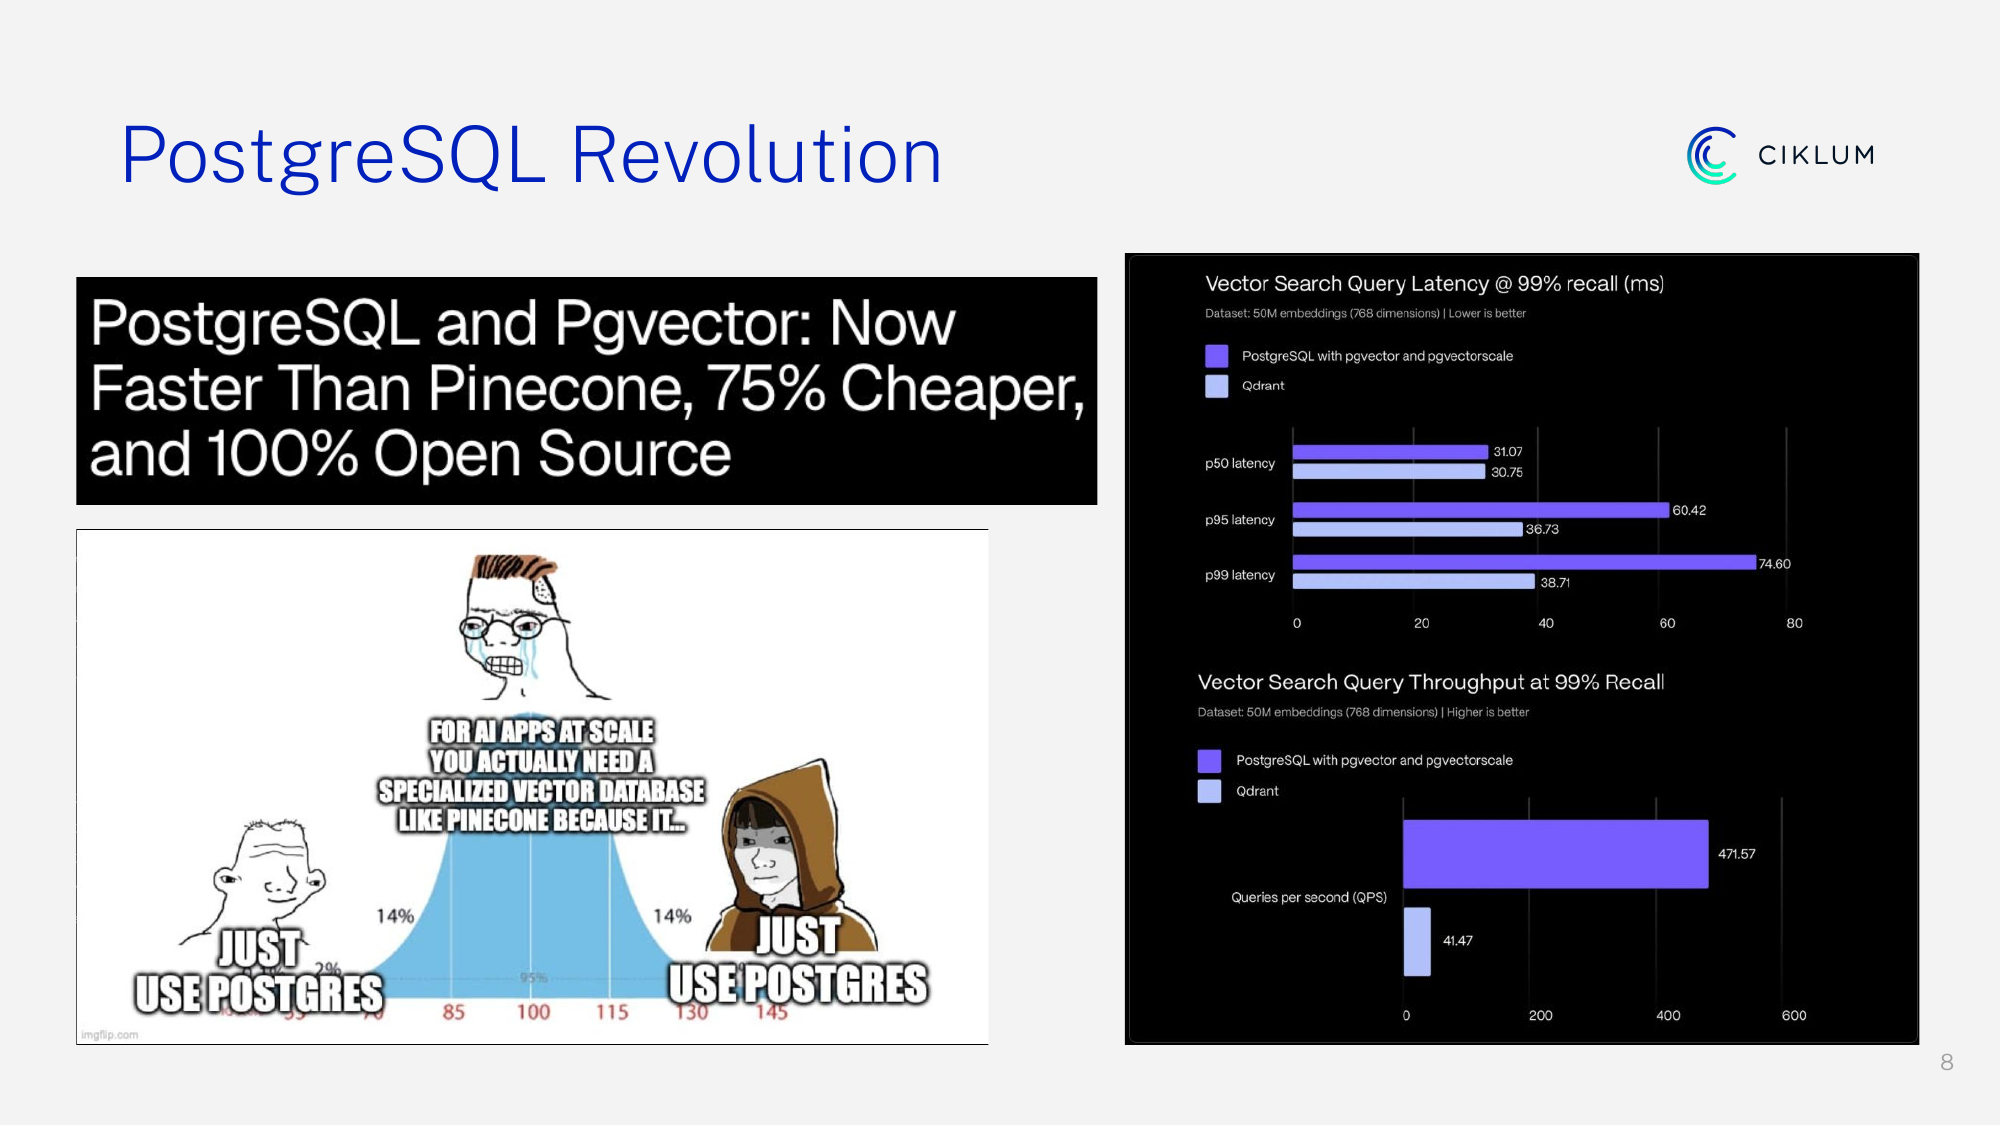 PostgreSQL Revolution
CIKLUM
PostgreSQL and Pgvector: Now
Faster Than Pinecone, 75% Cheaper,
and 100% Open Source
FOR AI APPS AT SCALE
YOU ACTUALLY NEED A
SPECIALIZED VECTOR DATABASE
LIKE PINECONE BECAUSE IT...
14%
14%
JUST
USE POSTGRES
2%
95%
JUST
USE POSTGRES
85
100
115
130
145
imgflip.com
Vector Search Query Latency @ 99% recall (ms)
Dataset: 50M embeddings (768 dimensions) | Lower is better
PostgreSQL with pgvector and pgvectorscale
Qdrant
p50 latency
31.07
30.75
p95 latency
60.42
36.73
p99 latency
74.60
38.71
0
20
40
60
80
Vector Search Query Throughput at 99% Recall
Dataset: 50M embeddings (768 dimensions) | Higher is better
PostgreSQL with pgvector and pgvectorscale
Qdrant
Queries per second (QPS)
471.57
41.47
0
200
400
600
8